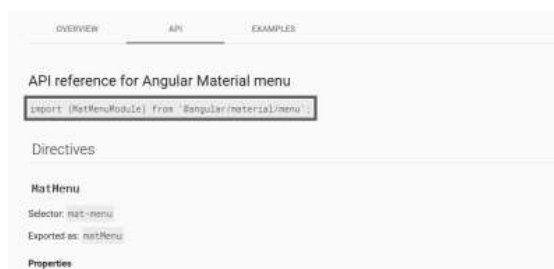 OVERVIEW API EXAMPLES
API reference for Angular Material menu
import {MatMenuModule} from '@angular/material/menu';
Directives
MatMenu
Selector: mat-menu
Exported as: matMenu
Properties